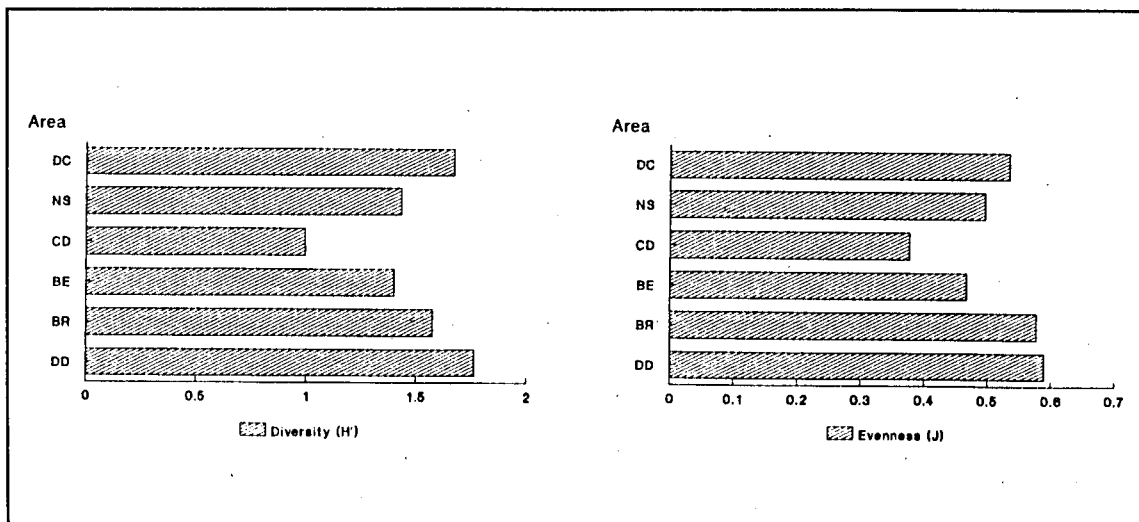 Area
DC
NS
CD
BE
BR
DD
0 0.5 1 1.5 2
Diversity (H')
Area
DC
NS
CD
BE
BR
DD
0 0.1 0.2 0.3 0.4 0.5 0.6 0.7
Evenness (J)